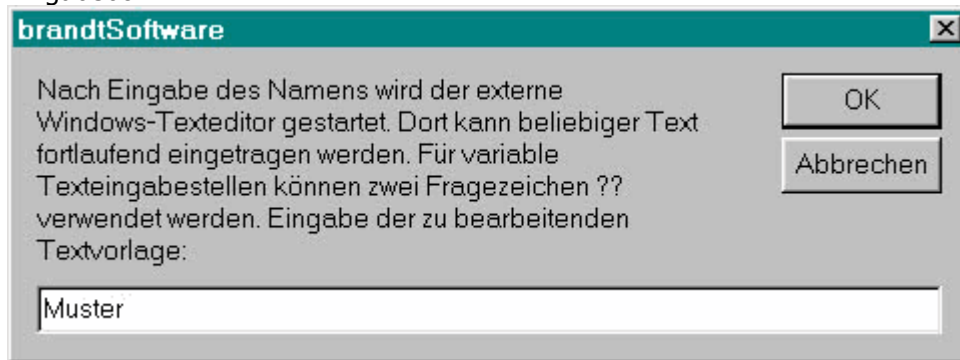 brandtSoftware
Nach Eingabe des Namens wird der externe
Windows-Texteditor gestartet. Dort kann beliebiger Text
fortlaufend eingetragen werden. Für variable
Texteingabestellen können zwei Fragezeichen ??
verwendet werden. Eingabe der zu bearbeitenden
Textvorlage:
OK
Abbrechen
Muster